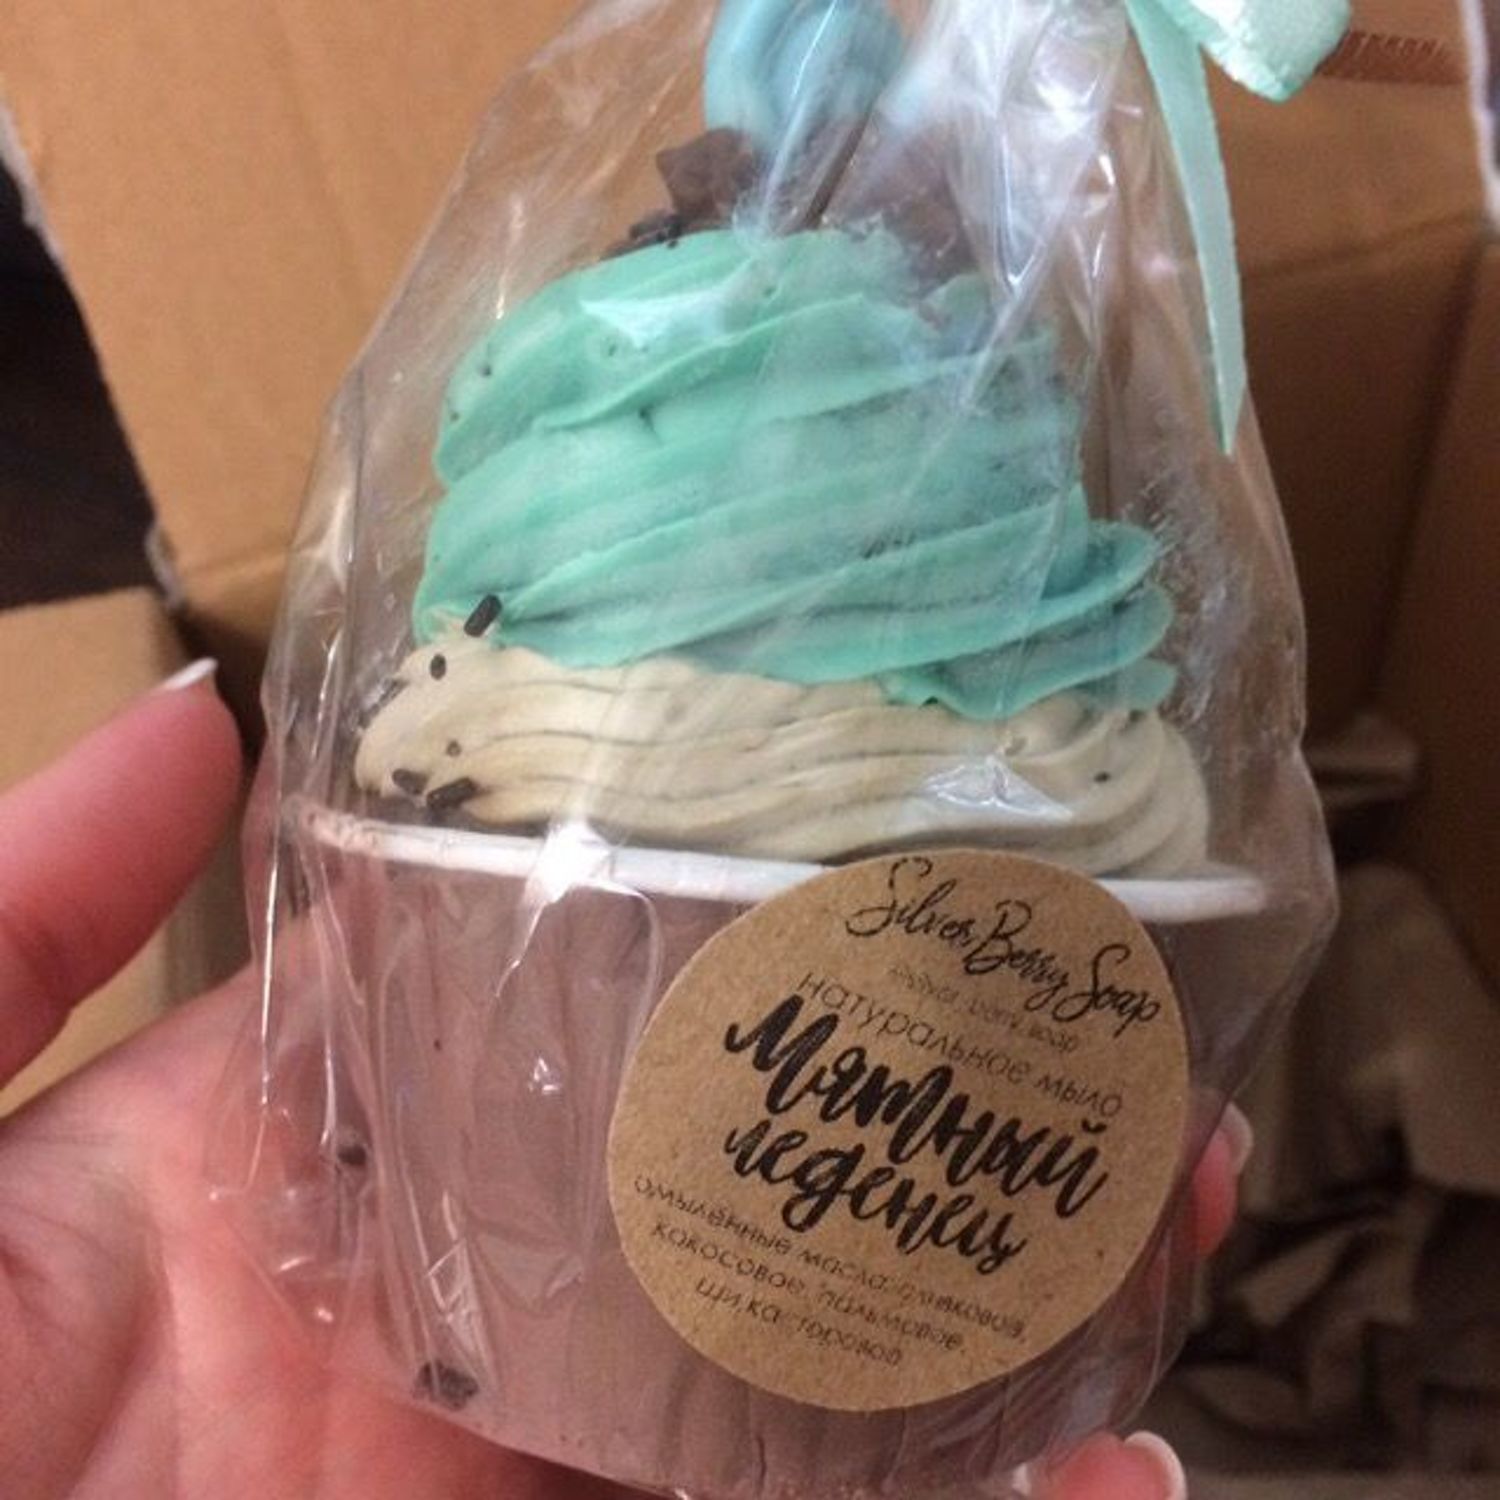 Silver Berry Soap
натуральное мыло
Мятный
леденец
омыленные масла: оливковое,
кокосовое, пальмовое,
ши, касторовое